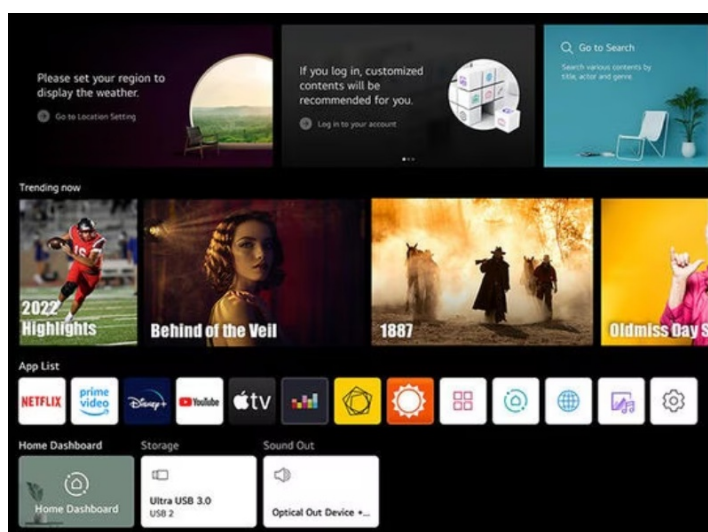 Please set your region to
display the weather.
Go to Location Setting
If you log in, customized
contents will be
recommended for you.
Log in to your account
Go to Search
Search various contents by
title, actor and genre.
Trending now
2022
Highlights
Behind of the Veil
1887
Oldmiss Day S
App List
NETFLIX
prime
video
Disney+
YouTube
tv
Home Dashboard
Storage
Sound Out
Home Dashboard
Ultra USB 3.0
USB 2
Optical Out Device +...